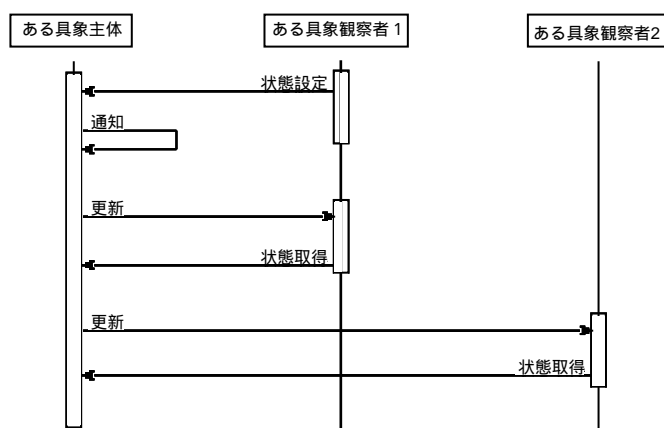 ある具象主体
ある具象観察者1
ある具象観察者2
状態設定
通知
更新
状態取得
更新
状態取得